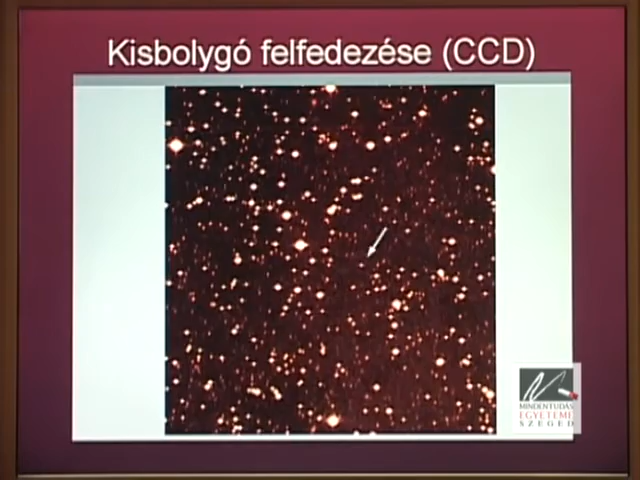 Kisbolygó felfedezése (CCD)
MINDENTUDÁS
EGYETEME
SZEGED